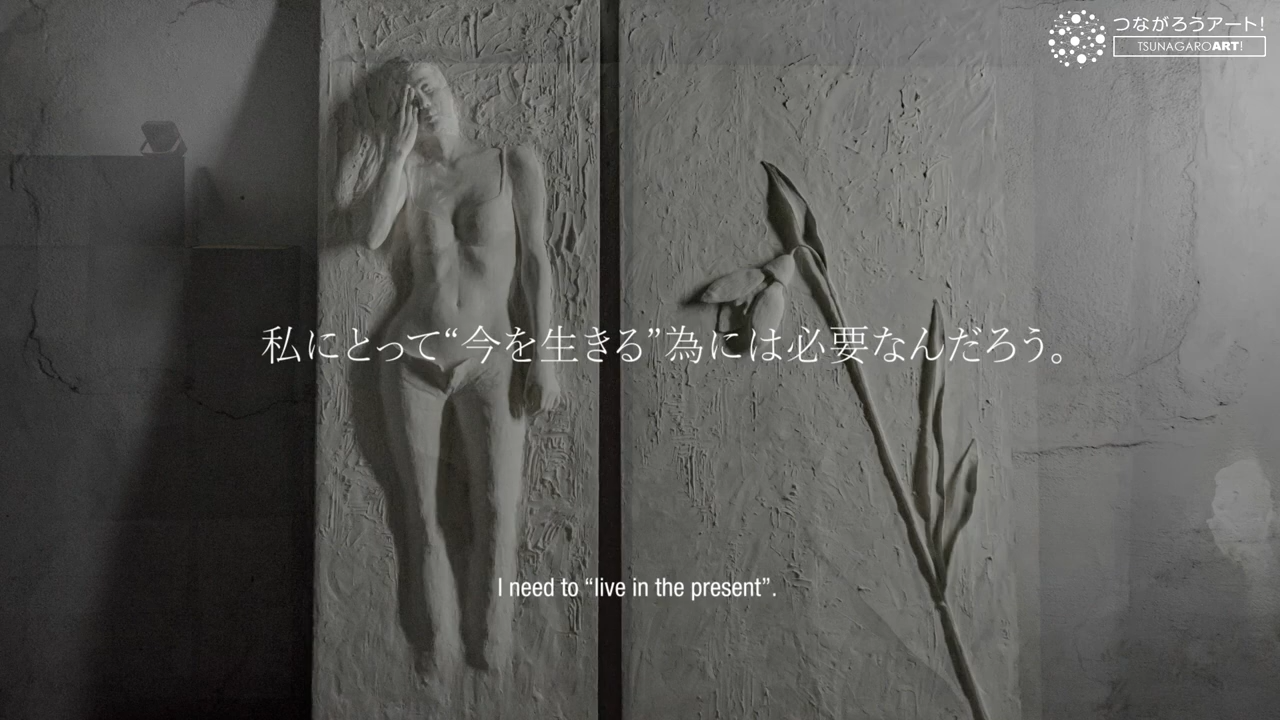 つながろうアート!
TSUNAGAROART!
私にとって“今を生きる”為には必要なんだろう。
I need to “live in the present”.